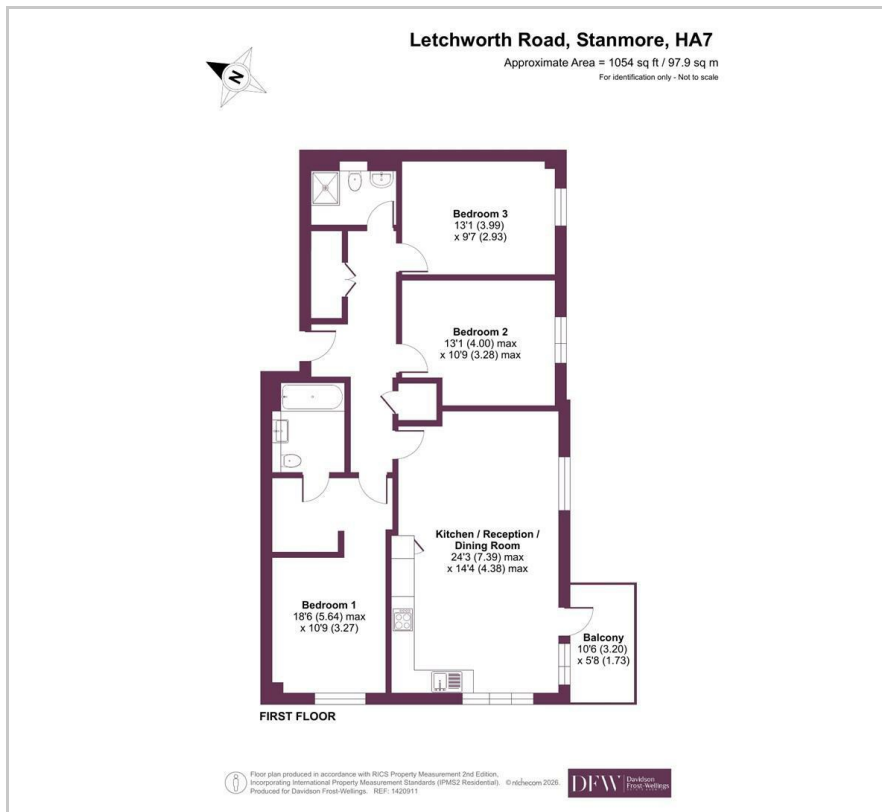 Letchworth Road, Stanmore, HA7
Approximate Area = 1054 sq ft / 97.9 sq m
For identification only - Not to scale
N
Bedroom 3
13'1 (3.99)
x 9'7 (2.93)
Bedroom 2
13'1 (4.00) max
x 10'9 (3.28) max
Kitchen / Reception /
Dining Room
24'3 (7.39) max
x 14'4 (4.38) max
Bedroom 1
18'6 (5.64) max
x 10'9 (3.27)
Balcony
10'6 (3.20)
x 5'8 (1.73)
FIRST FLOOR
Floor plan produced in accordance with RICS Property Measurement 2nd Edition,
Incorporating International Property Measurement Standards (IPMS2 Residential). © nichecom 2026.
Produced for Davidson Frost-Wellings. REF: 1420911
DFW Davidson
Frost-Wellings